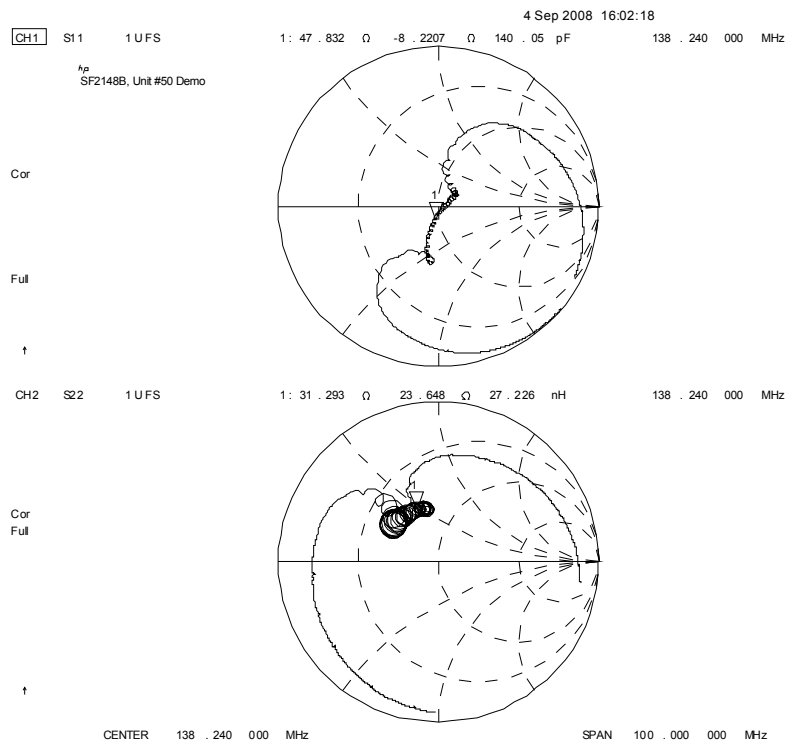 4 Sep 2008 16:02:18
CH1 S11 1 U FS 1: 47 .832 Ω -8 .2207 Ω 140 . 05 pF 138 . 240 000 MHz
hp
SF2148B, Unit #50 Demo
Cor
1
Full
↑
CH2 S22 1 U FS 1: 31 .293 Ω 23 .648 Ω 27 .226 nH 138 . 240 000 MHz
1
Cor
Full
↑
CENTER 138 . 240 000 MHz SPAN 100 . 000 000 MHz